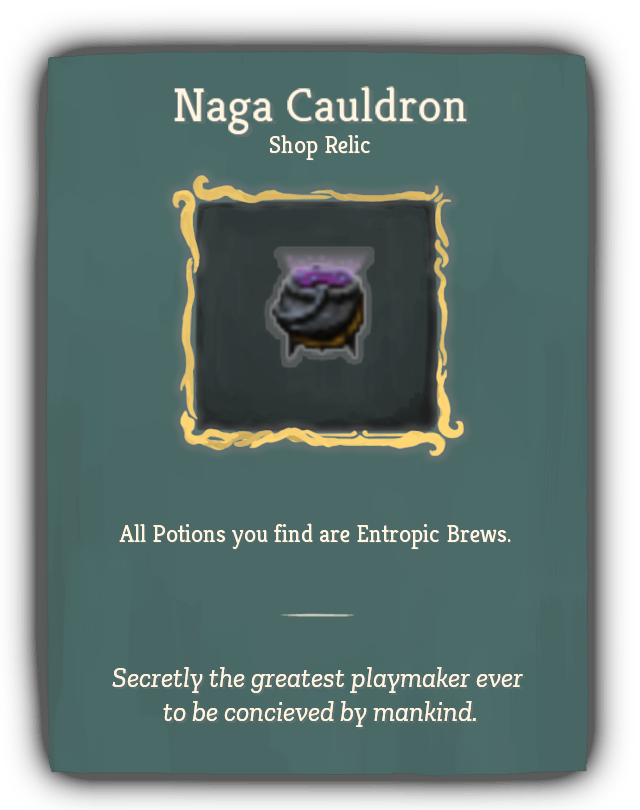 Naga Cauldron
Shop Relic
All Potions you find are Entropic Brews.
Secretly the greatest playmaker ever
to be concieved by mankind.